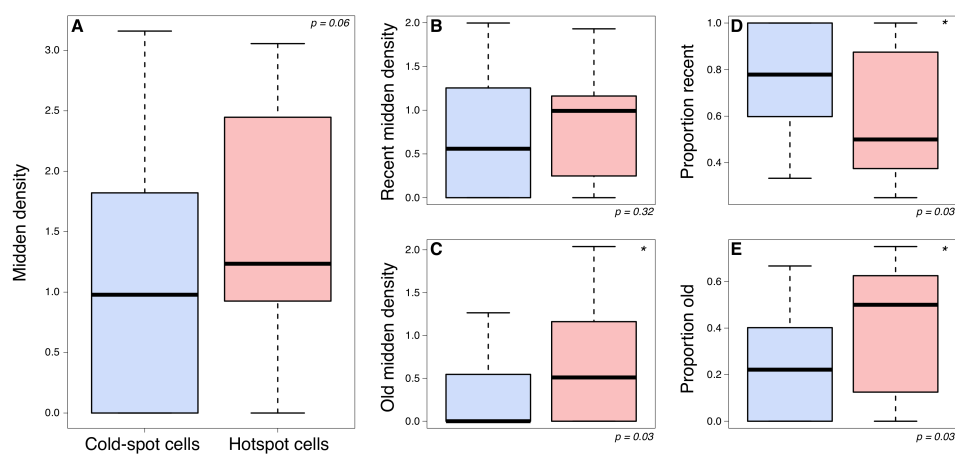 A
p = 0.06
Midden density
3.0
2.5
2.0
1.5
1.0
0.5
0.0
Cold-spot cells
Hotspot cells
B
Recent midden density
2.0
1.5
1.0
0.5
0.0
p = 0.32
C
*
Old midden density
2.0
1.5
1.0
0.5
0.0
p = 0.03
D
*
Proportion recent
1.0
0.8
0.6
0.4
p = 0.03
E
*
Proportion old
0.6
0.4
0.2
0.0
p = 0.03